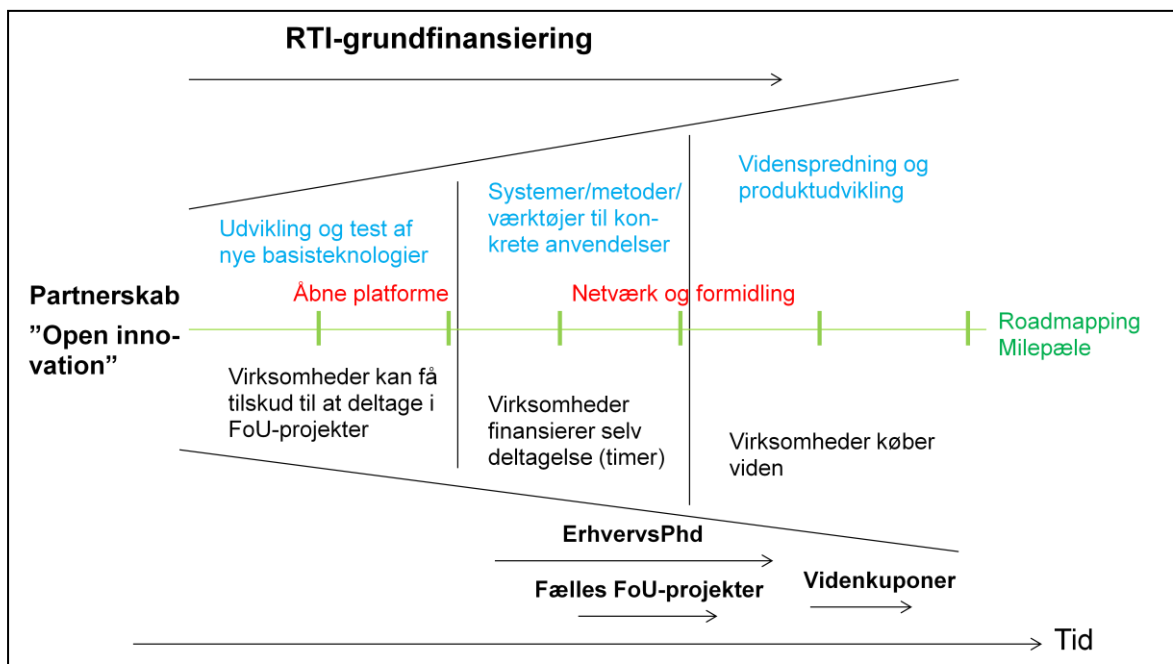 RTI-grundfinansiering
Udvikling og test af
nye basisteknologier
Systemer/metoder/
værktøjer til kon-
krete anvendelser
Videnspredning og
produktudvikling
Partnerskab
”Open inno-
vation”
Åbne platforme
Netværk og formidling
Roadmapping
Milepæle
Virksomheder kan få
tilskud til at deltage i
FoU-projekter
Virksomheder
finansierer selv
deltagelse (timer)
Virksomheder køber
viden
ErhvervsPhd
Fælles FoU-projekter
Videnkuponer
Tid